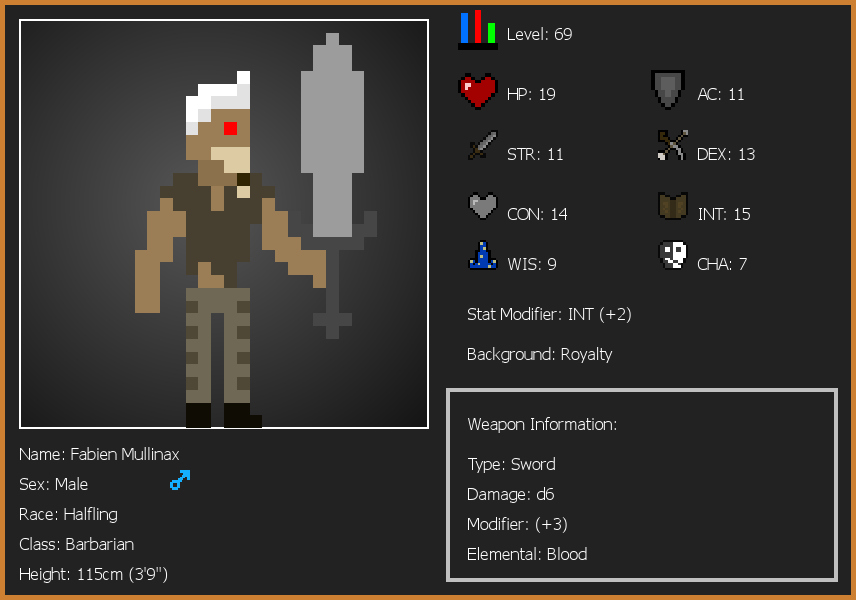 Level: 69
HP: 19
AC: 11
STR: 11
DEX: 13
CON: 14
INT: 15
WIS: 9
CHA: 7
Stat Modifier: INT (+2)
Background: Royalty
Weapon Information:
Type: Sword
Damage: d6
Modifier: (+3)
Elemental: Blood
Name: Fabien Mullinax
Sex: Male
Race: Halfling
Class: Barbarian
Height: 115cm (3'9")